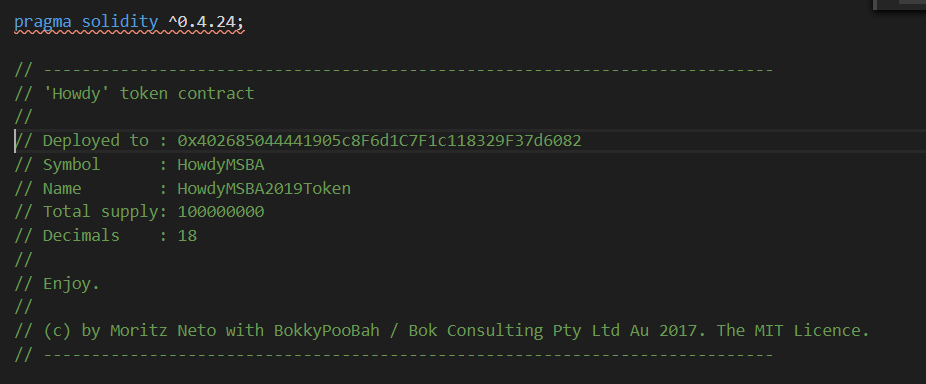 pragma solidity ^0.4.24;
// ----------------------------------------------------------------------------
// 'Howdy' token contract
//
// Deployed to : 0x402685044441905c8F6d1C7F1c118329F37d6082
// Symbol      : HowdyMSBA
// Name        : HowdyMSBA2019Token
// Total supply: 100000000
// Decimals    : 18
//
// Enjoy.
//
// (c) by Moritz Neto with BokkyPooBah / Bok Consulting Pty Ltd Au 2017. The MIT Licence.
// ----------------------------------------------------------------------------